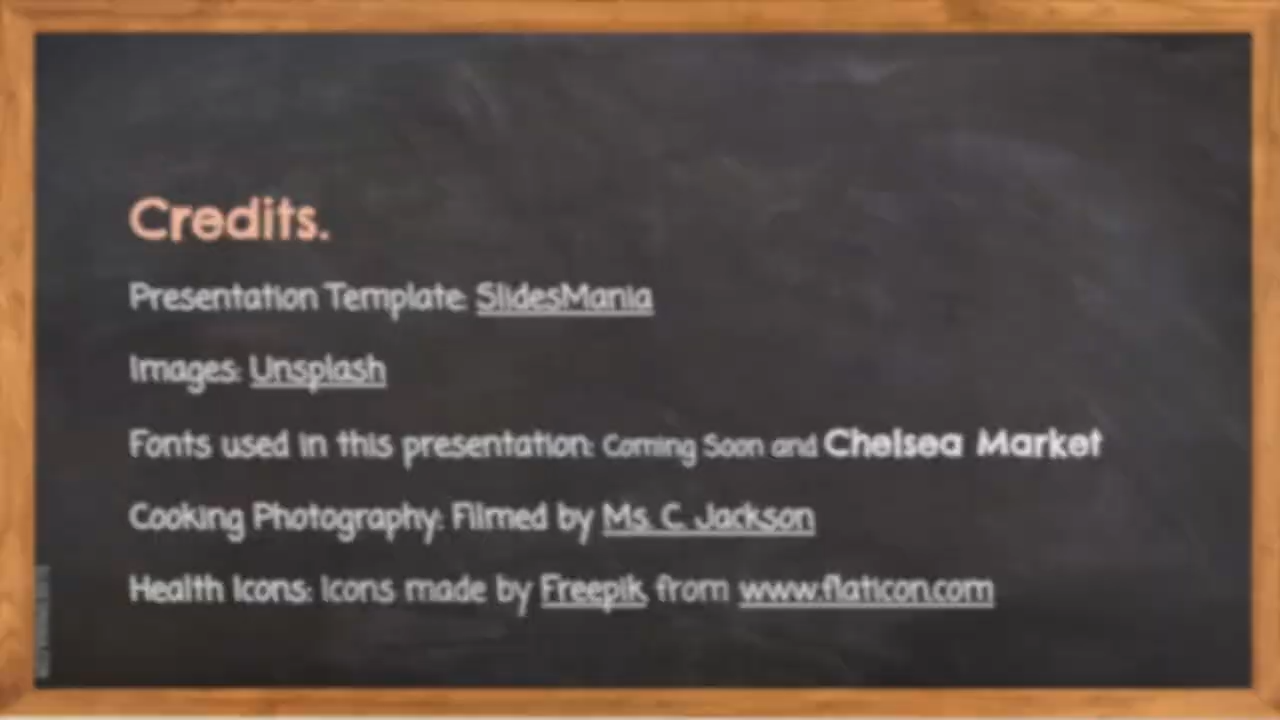 Credits.
Presentation Template: SlidesMania
Images: Unsplash
Fonts used in this presentation: Coming Soon and Chelsea Market
Cooking Photography: Filmed by Ms. C. Jackson
Health Icons: Icons made by Freepik from www.flaticon.com